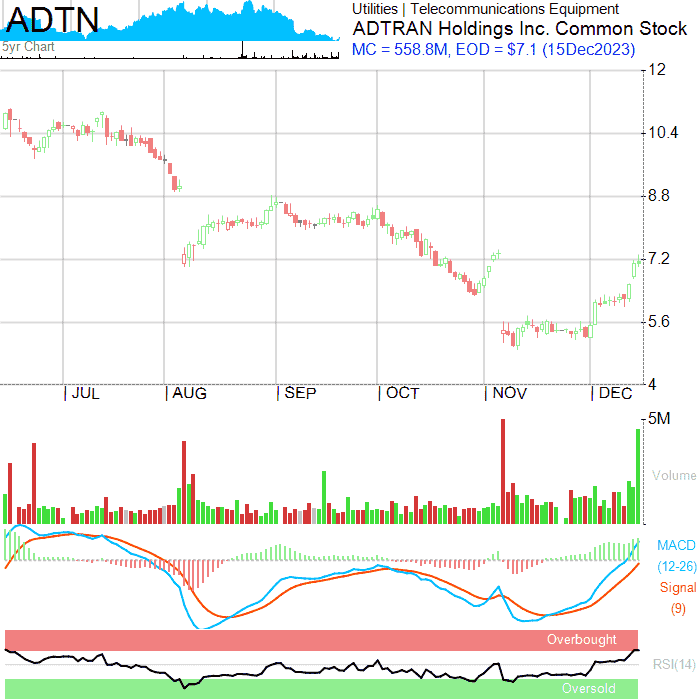 ADTN
5yr Chart
Utilities | Telecommunications Equipment
ADTRAN Holdings Inc. Common Stock
MC = 558.8M, EOD = $7.1 (15Dec2023)
12
10.4
8.8
7.2
5.6
4
JUL
AUG
SEP
OCT
NOV
DEC
5M
Volume
MACD
(12-26)
Signal
(9)
Overbought
RSI(14)
Oversold